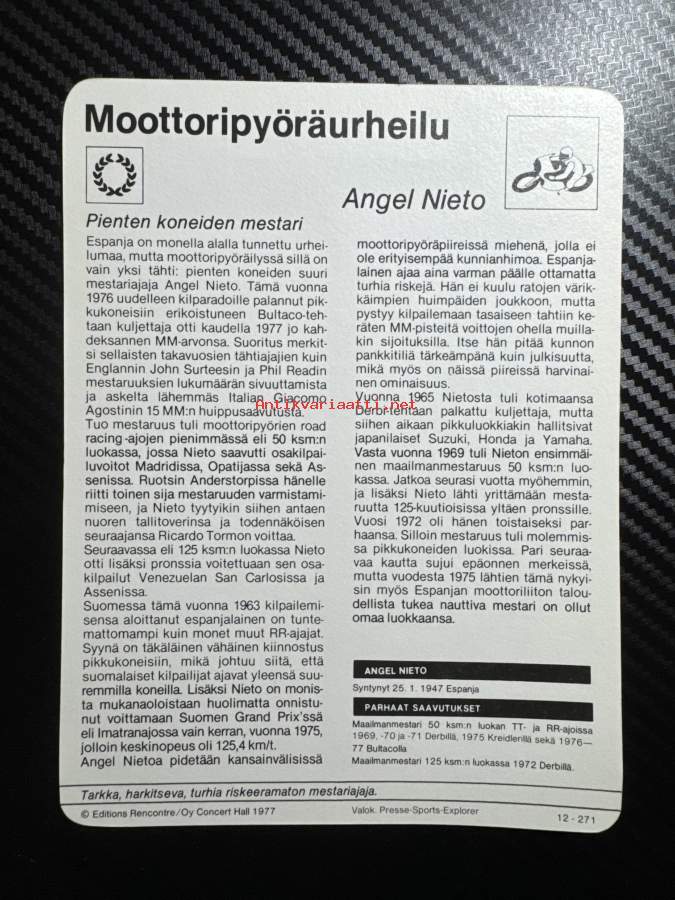 Moottoripyöräurheilu
Angel Nieto
Pienten koneiden mestari
Espanja on monella alalla tunnettu urhei-
lumaa, mutta moottoripyöräilyssä sillä on
vain yksi tähti: pienten koneiden suuri
mestariajaja Angel Nieto. Tämä vuonna
1976 uudelleen kilparadoille palannut pik-
kukoneisiin erikoistuneen Bultaco-teh-
taan kuljettaja otti kaudella 1977 jo kah-
deksannen MM-arvonsa. Suoritus merkit-
si sellaisten takavuosien tähtiajajien kuin
Englannin John Surteesin ja Phil Readin
mestaruuksien lukumäärän sivuuttamista
ja askelta lähemmäs Italian Giacomo
Agostinin 15 MM:n huippusaavutusta.
Tuo mestaruus tuli moottoripyörien road
racing-ajojen pienimmässä eli 50 ksm:n
luokassa, jossa Nieto saavutti osakilpai-
luvoitot Madridissa, Opatijassa sekä As-
senissa. Ruotsin Anderstorpissa hänelle
riitti toinen sija mestaruuden varmistami-
miseen, ja Nieto tyytyikin siihen antaen
nuoren tallitoverinsa ja todennäköisen
seuraajansa Ricardo Tormon voittaa.
Seuraavassa eli 125 ksm:n luokassa Nieto
otti lisäksi pronssia voitettuaan sen osa-
kilpailut Venezuelan San Carlosissa ja
Assenissa.
Suomessa tämä vuonna 1963 kilpailemi-
sensa aloittanut espanjalainen on tunte-
mattomampi kuin monet muut RR-ajajat.
Syynä on täkäläinen vähäinen kiinnostus
pikkukoneisiin, mikä johtuu siitä, että
suomalaiset kilpailijat ajavat yleensä suu-
remmilla koneilla. Lisäksi Nieto on monis-
ta mukanaoloistaan huolimatta onnistu-
nut voittamaan Suomen Grand Prix'ssä
eli Imatranajossa vain kerran, vuonna 1975,
jolloin keskinopeus oli 125,4 km/t.
Angel Nietoa pidetään kansainvälisissä
moottoripyöräpiireissä miehenä, jolla ei
ole erityisempää kunnianhimoa. Espanja-
lainen ajaa aina varman päälle ottamatta
turhia riskejä. Hän ei kuulu ratojen värik-
käimpien huimpäiden joukkoon, mutta
pystyy kilpailemaan tasaiseen tahtiin ke-
räten MM-pisteitä voittojen ohella muilla-
kin sijoituksilla. Itse hän pitää kunnon
pankkitiliä tärkeämpänä kuin julkisuutta,
mikä myös on näissä piireissä harvinai-
nen ominaisuus.
Vuonna 1965 Nietosta tuli kotimaansa
Derbi-tehtaan palkattu kuljettaja, mutta
siihen aikaan pikkuluokkiakin hallitsivat
japanilaiset Suzuki, Honda ja Yamaha.
Vasta vuonna 1969 tuli Nieton ensimmäi-
nen maailmanmestaruus 50 ksm:n luo-
kassa. Jatkoa seurasi vuotta myöhemmin,
ja lisäksi Nieto lähti yrittämään mesta-
ruutta 125-kuutioisissa yltäen pronssille.
Vuosi 1972 oli hänen toistaiseksi par-
haansa. Silloin mestaruus tuli molemmis-
sa pikkukoneiden luokissa. Pari seuraa-
vaa kautta sujui epäonnen merkeissä,
mutta vuodesta 1975 lähtien tämä nykyi-
sin myös Espanjan moottoriliiton talou-
dellista tukea nauttiva mestari on ollut
omaa luokkaansa.
ANGEL NIETO
Syntynyt 25. 1. 1947 Espanja
PARHAAT SAAVUTUKSET
Maailmanmestari 50 ksm:n luokan TT- ja RR-ajoissa
1969, -70 ja -71 Derbillä, 1975 Kreidlerillä sekä 1976—
77 Bultacolla
Maailmanmestari 125 ksm:n luokassa 1972 Derbillä.
Tarkka, harkitseva, turhia riskeeramaton mestariajaja.
© Editions Rencontre/Oy Concert Hall 1977
Valok. Presse-Sports-Explorer
12 - 271
Antikvariaatti.net